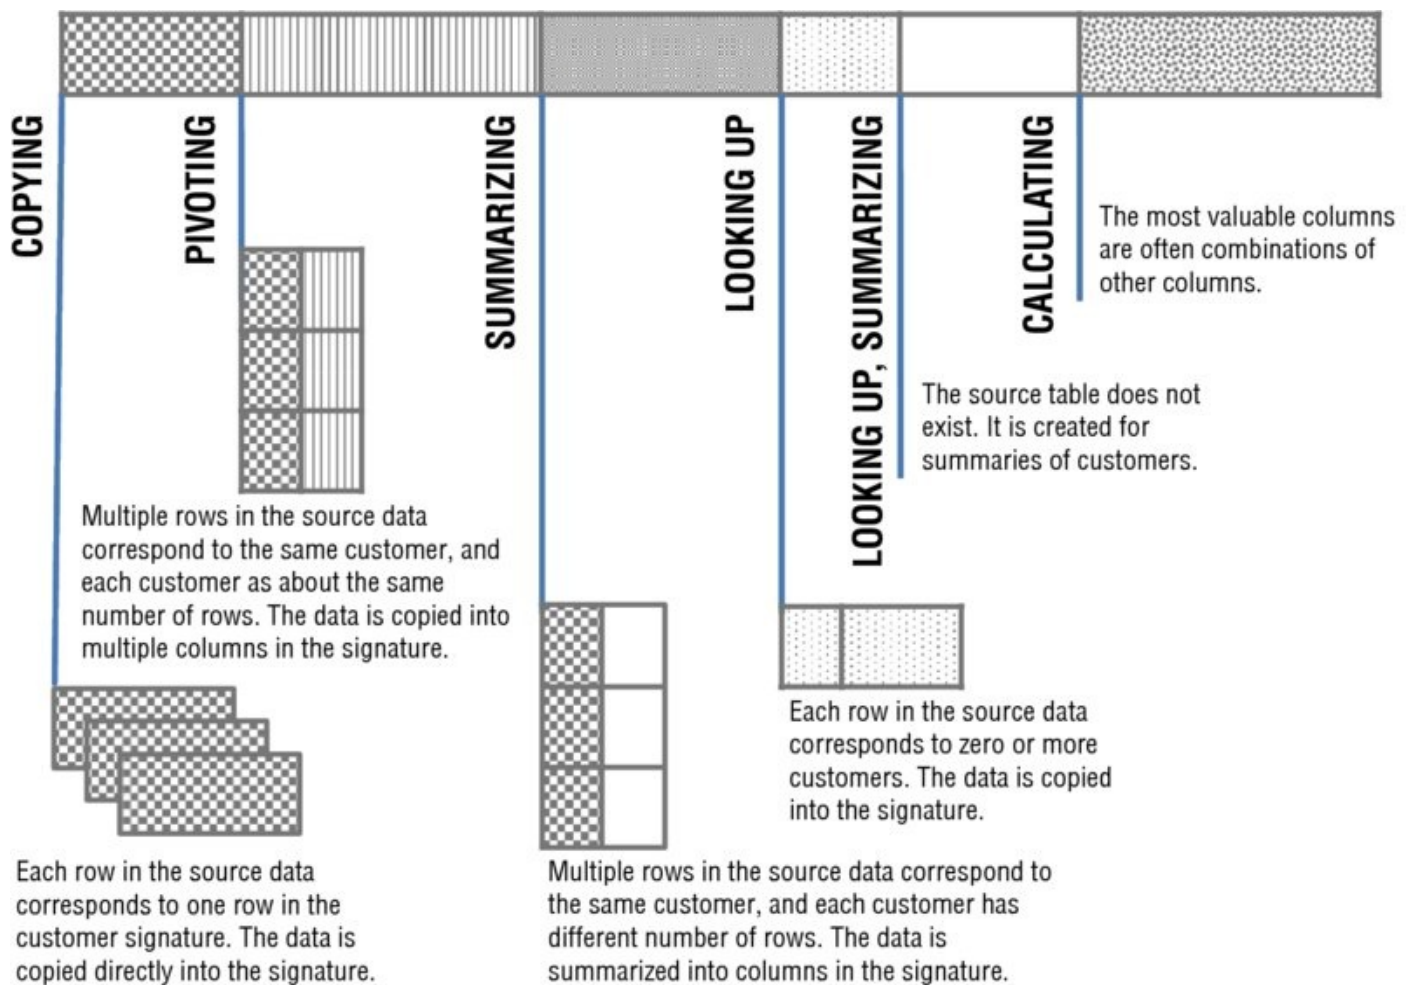 COPYING
PIVOTING
SUMMARIZING
LOOKING UP
LOOKING UP, SUMMARIZING
CALCULATING
The most valuable columns
are often combinations of
other columns.
The source table does not
exist. It is created for
summaries of customers.
Multiple rows in the source data
correspond to the same customer, and
each customer as about the same
number of rows. The data is copied into
multiple columns in the signature.
Each row in the source data
corresponds to zero or more
customers. The data is copied
into the signature.
Each row in the source data
corresponds to one row in the
customer signature. The data is
copied directly into the signature.
Multiple rows in the source data correspond to
the same customer, and each customer has
different number of rows. The data is
summarized into columns in the signature.